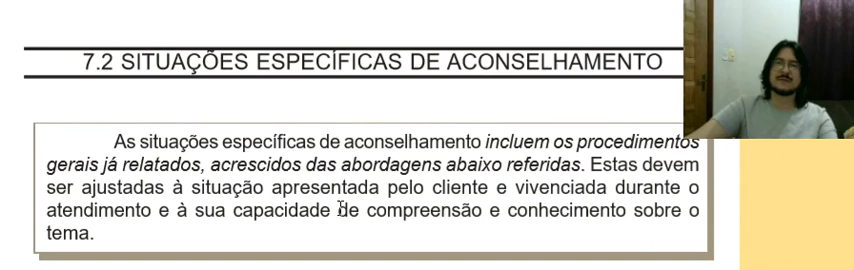 7.2 SITUAÇÕES ESPECÍFICAS DE ACONSELHAMENTO
As situações específicas de aconselhamento incluem os procedimentos
gerais já relatados, acrescidos das abordagens abaixo referidas. Estas devem
ser ajustadas à situação apresentada pelo cliente e vivenciada durante o
atendimento e à sua capacidade de compreensão e conhecimento sobre o
tema.